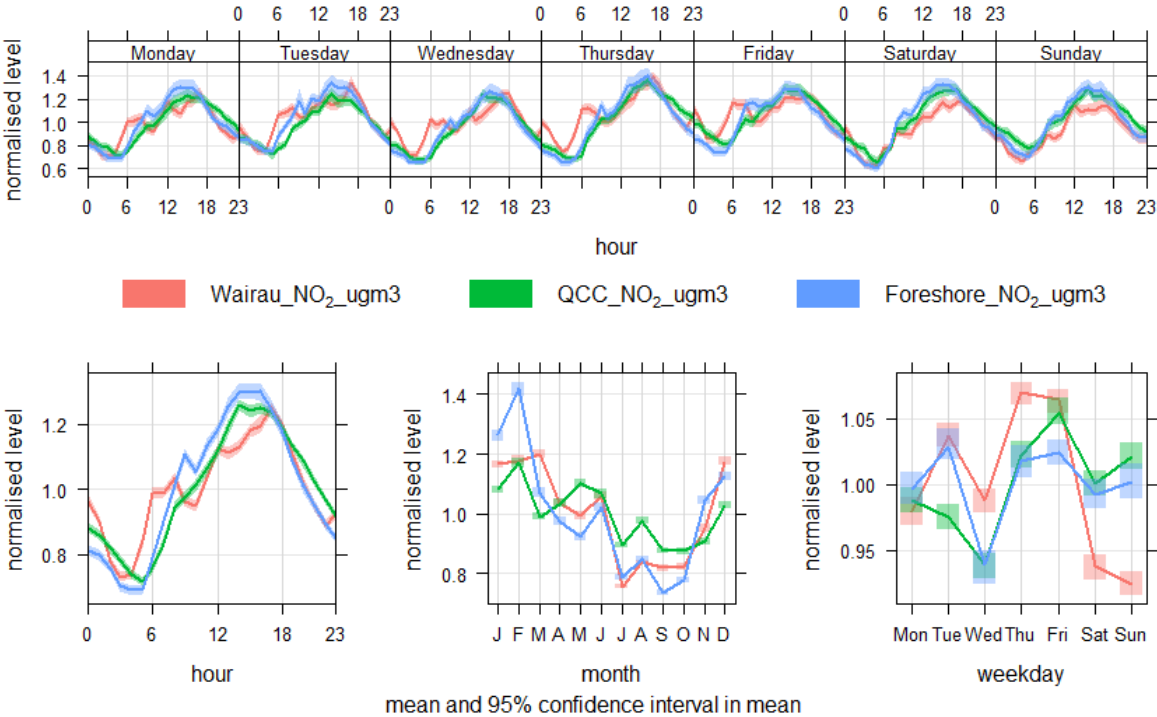 0 6 12 18 23 0 6 12 18 23 0 6 12 18 23
Monday Tuesday Wednesday Thursday Friday Saturday Sunday
normalised level
1.4
1.2
1.0
0.8
0.6
0 6 12 18 23 0 6 12 18 23 0 6 12 18 23 0 6 12 18 23
hour
Wairau_NO₂_ugm3 QCC_NO₂_ugm3 Foreshore_NO₂_ugm3
normalised level
1.2
1.0
0.8
0 6 12 18 23
hour
normalised level
1.4
1.2
1.0
0.8
J F M A M J J A S O N D
month
normalised level
1.05
1.00
0.95
Mon Tue Wed Thu Fri Sat Sun
weekday
mean and 95% confidence interval in mean